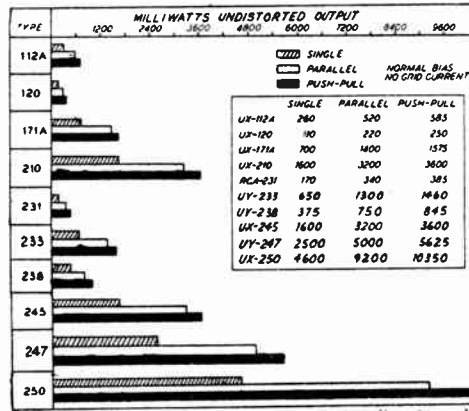 TYPE
MILLIWATTS UNDISTORTED OUTPUT
1200 2400 3600 4800 6000 7200 8400 9600
112A
120
171A
210
231
233
238
245
247
250
SINGLE
PARALLEL
PUSH-PULL
NORMAL BIAS
NO GRID CURRENT
SINGLE PARALLEL PUSH-PULL
UX-112A 260 520 585
UX-120 110 220 250
UX-171A 700 1400 1575
UX-210 1600 3200 3600
RCA-231 170 340 385
UY-233 650 1300 1460
UY-238 375 750 845
UX-245 1600 3200 3600
UY-247 2500 5000 5625
UX-250 4600 9200 10350